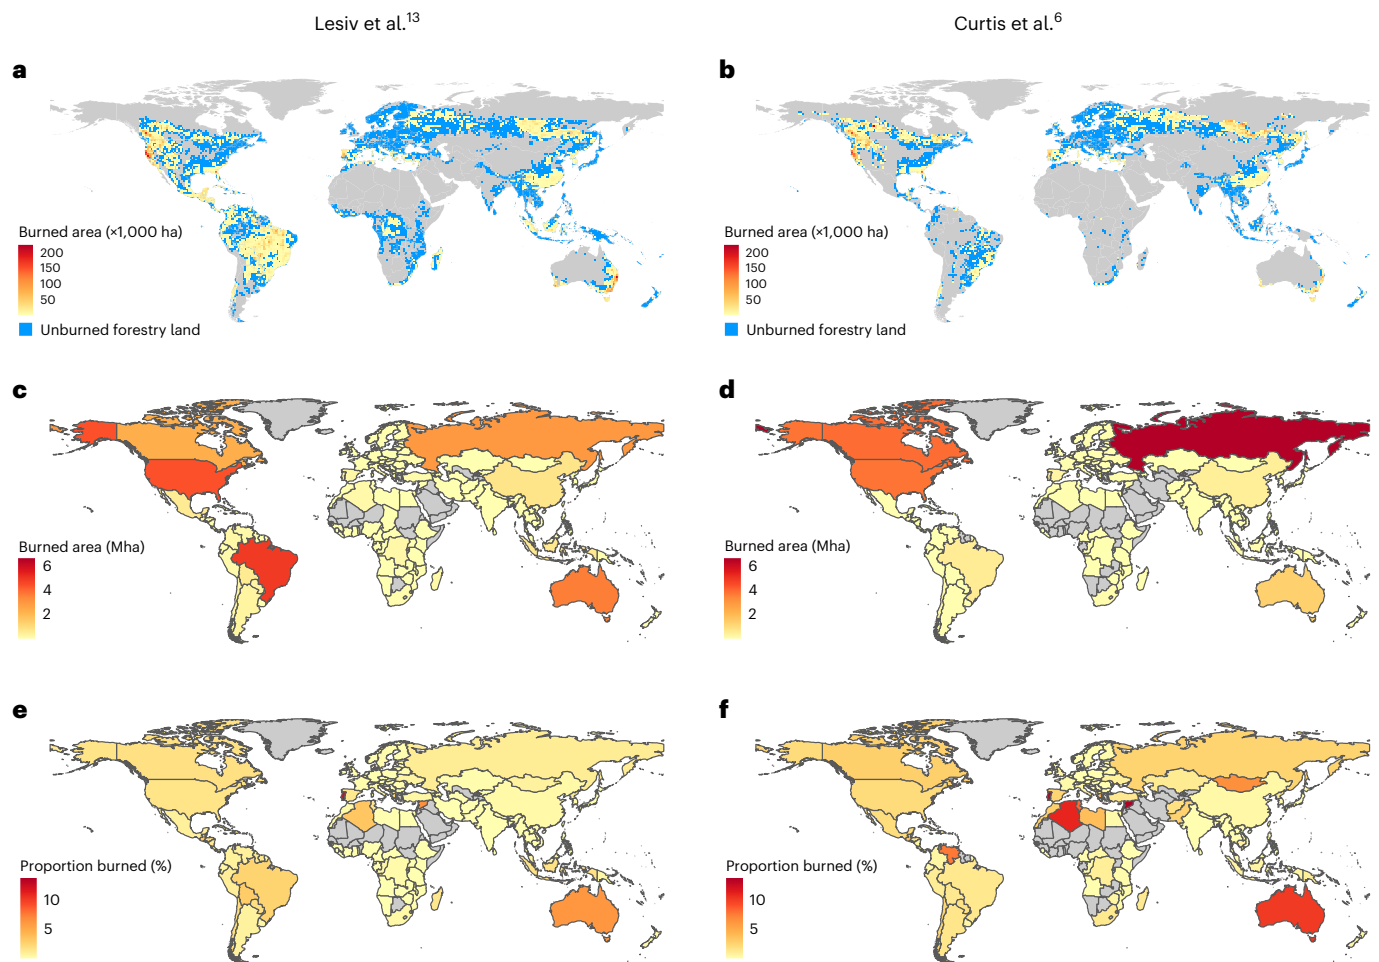 Lesiv et al.13
Curtis et al.6
a
b
Burned area (×1,000 ha)
200
150
100
50
Unburned forestry land
Burned area (×1,000 ha)
200
150
100
50
Unburned forestry land
c
d
Burned area (Mha)
6
4
2
Burned area (Mha)
6
4
2
e
f
Proportion burned (%)
10
5
Proportion burned (%)
10
5